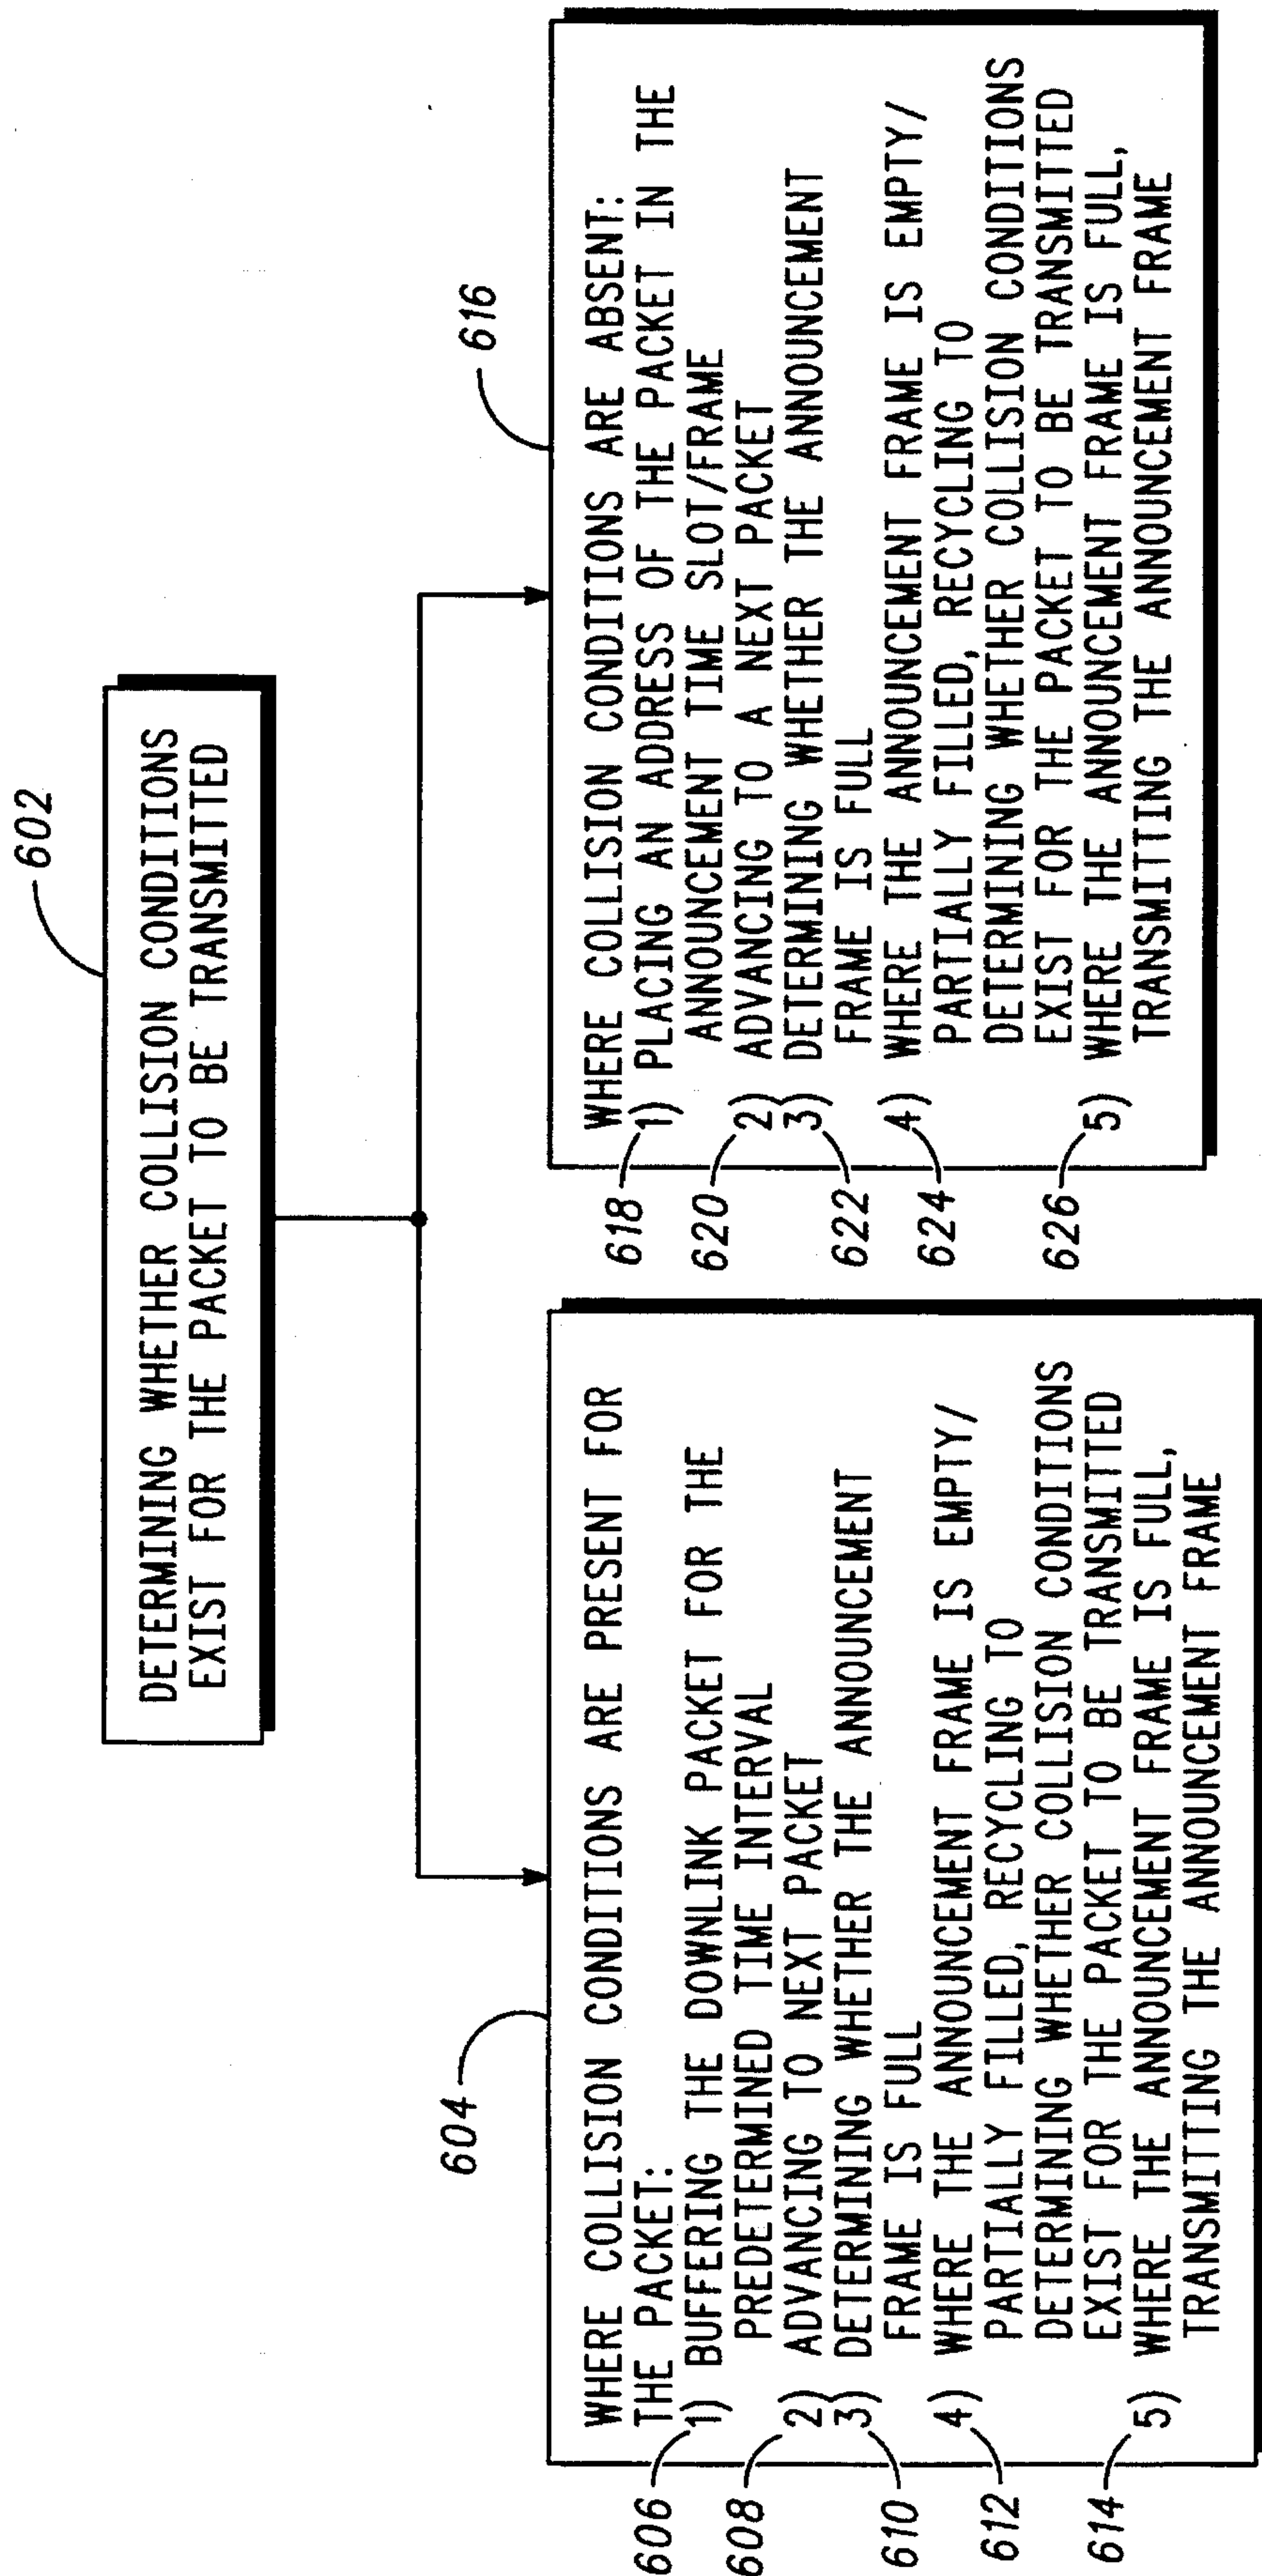 602
DETERMINING WHETHER COLLISION CONDITIONS
EXIST FOR THE PACKET TO BE TRANSMITTED
604
WHERE COLLISION CONDITIONS ARE PRESENT FOR
THE PACKET:
606
1) BUFFERING THE DOWNLINK PACKET FOR THE
PREDETERMINED TIME INTERVAL
608
2) ADVANCING TO NEXT PACKET
610
3) DETERMINING WHETHER THE ANNOUNCEMENT
FRAME IS FULL
612
4) WHERE THE ANNOUNCEMENT FRAME IS EMPTY/
PARTIALLY FILLED, RECYCLING TO
DETERMINING WHETHER COLLISION CONDITIONS
EXIST FOR THE PACKET TO BE TRANSMITTED
614
5) WHERE THE ANNOUNCEMENT FRAME IS FULL,
TRANSMITTING THE ANNOUNCEMENT FRAME
616
WHERE COLLISION CONDITIONS ARE ABSENT:
618
1) PLACING AN ADDRESS OF THE PACKET IN THE
ANNOUNCEMENT TIME SLOT/FRAME
620
2) ADVANCING TO A NEXT PACKET
622
3) DETERMINING WHETHER THE ANNOUNCEMENT
FRAME IS FULL
624
4) WHERE THE ANNOUNCEMENT FRAME IS EMPTY/
PARTIALLY FILLED, RECYCLING TO
DETERMINING WHETHER COLLISION CONDITIONS
EXIST FOR THE PACKET TO BE TRANSMITTED
626
5) WHERE THE ANNOUNCEMENT FRAME IS FULL,
TRANSMITTING THE ANNOUNCEMENT FRAME